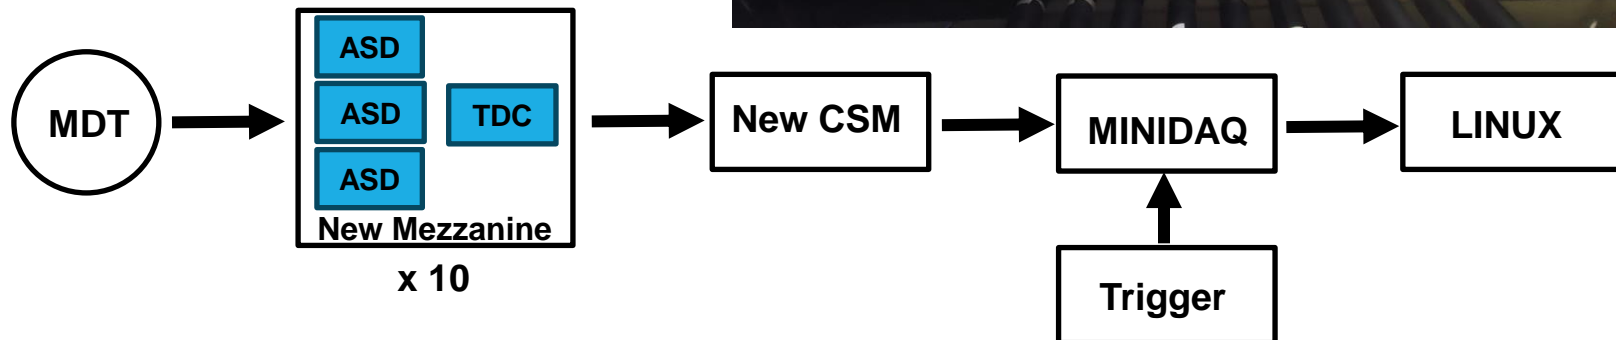 MDT
ASD
ASD
ASD
TDC
New Mezzanine
x 10
New CSM
MINIDAQ
Trigger
LINUX